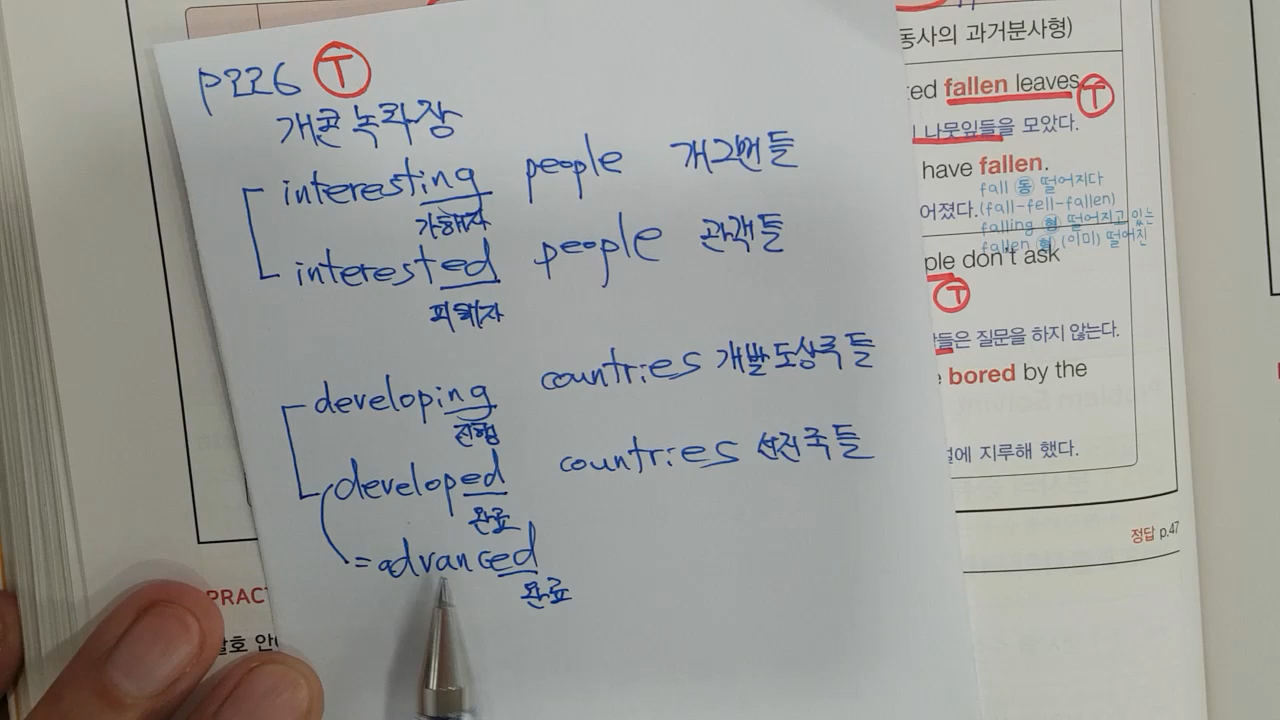 p226 T
개콘 녹화장
interesting people 개그맨들
가해자
interested people 관객들
피해자
developing countries 개발도상국들
진행
developed countries 선진국들
완료
= advanced
완료
동사의 과거분사형)
ted fallen leaves. T
나뭇잎들을 모았다.
have fallen.
fall 동 떨어지다
어졌다. (fall-fell-fallen)
falling 형 떨어지고 있는
fallen 형 (이미) 떨어진
ple don't ask
T
들은 질문을 하지 않는다.
bored by the
에 지루해 했다.
정답 p.47
PRACT
괄호 안